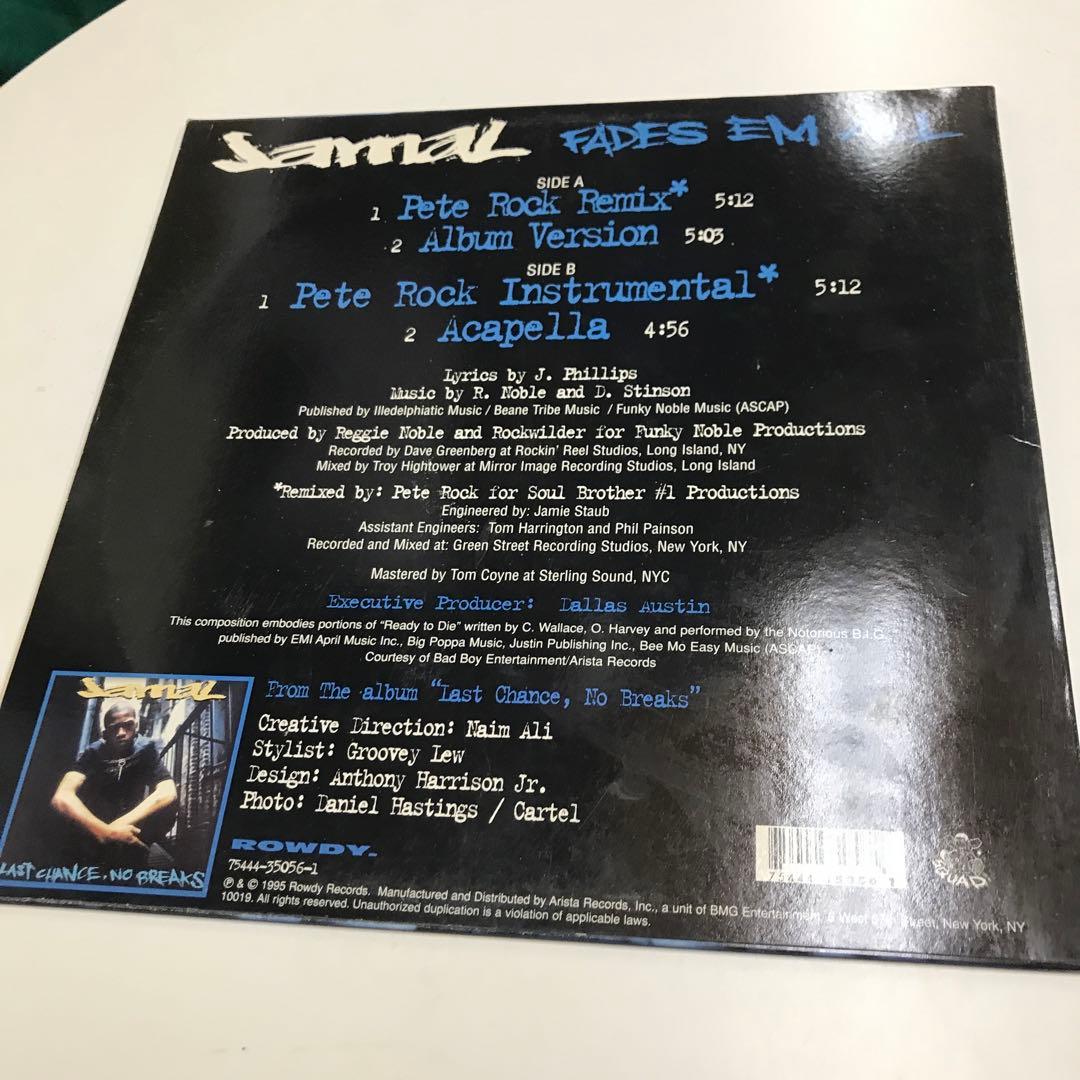 Jamal FADES EM ALL
SIDE A
1 Pete Rock Remix* 5:12
2 Album Version 5:03
SIDE B
1 Pete Rock Instrumental* 5:12
2 Acapella 4:56
Lyrics by J. Phillips
Music by R. Noble and D. Stinson
Published by Illedelphiatic Music / Beane Tribe Music / Funky Noble Music (ASCAP)
Produced by Reggie Noble and Rockwilder for Funky Noble Productions
Recorded by Dave Greenberg at Rockin' Reel Studios, Long Island, NY
Mixed by Troy Hightower at Mirror Image Recording Studios, Long Island
*Remixed by: Pete Rock for Soul Brother #1 Productions
Engineered by: Jamie Staub
Assistant Engineers: Tom Harrington and Phil Painson
Recorded and Mixed at: Green Street Recording Studios, New York, NY
Mastered by Tom Coyne at Sterling Sound, NYC
Executive Producer: Dallas Austin
This composition embodies portions of "Ready to Die" written by C. Wallace, O. Harvey and performed by the Notorious B.I.G.
published by EMI April Music Inc., Big Poppa Music, Justin Publishing Inc., Bee Mo Easy Music (ASCAP)
Courtesy of Bad Boy Entertainment/Arista Records
Jamal
LAST CHANCE, NO BREAKS
From The album "Last Chance, No Breaks"
Creative Direction: Naim Ali
Stylist: Groovey Lew
Design: Anthony Harrison Jr.
Photo: Daniel Hastings / Cartel
ROWDY.
75444-35056-1
℗ & © 1995 Rowdy Records. Manufactured and Distributed by Arista Records, Inc., a unit of BMG Entertainment, 6 West Street, New York, NY
10019. All rights reserved. Unauthorized duplication is a violation of applicable laws.
SQUAD